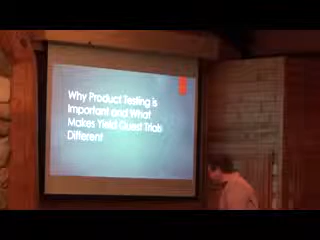 Why Product Testing is
Important and What
Makes Yield Quest Trials
Different